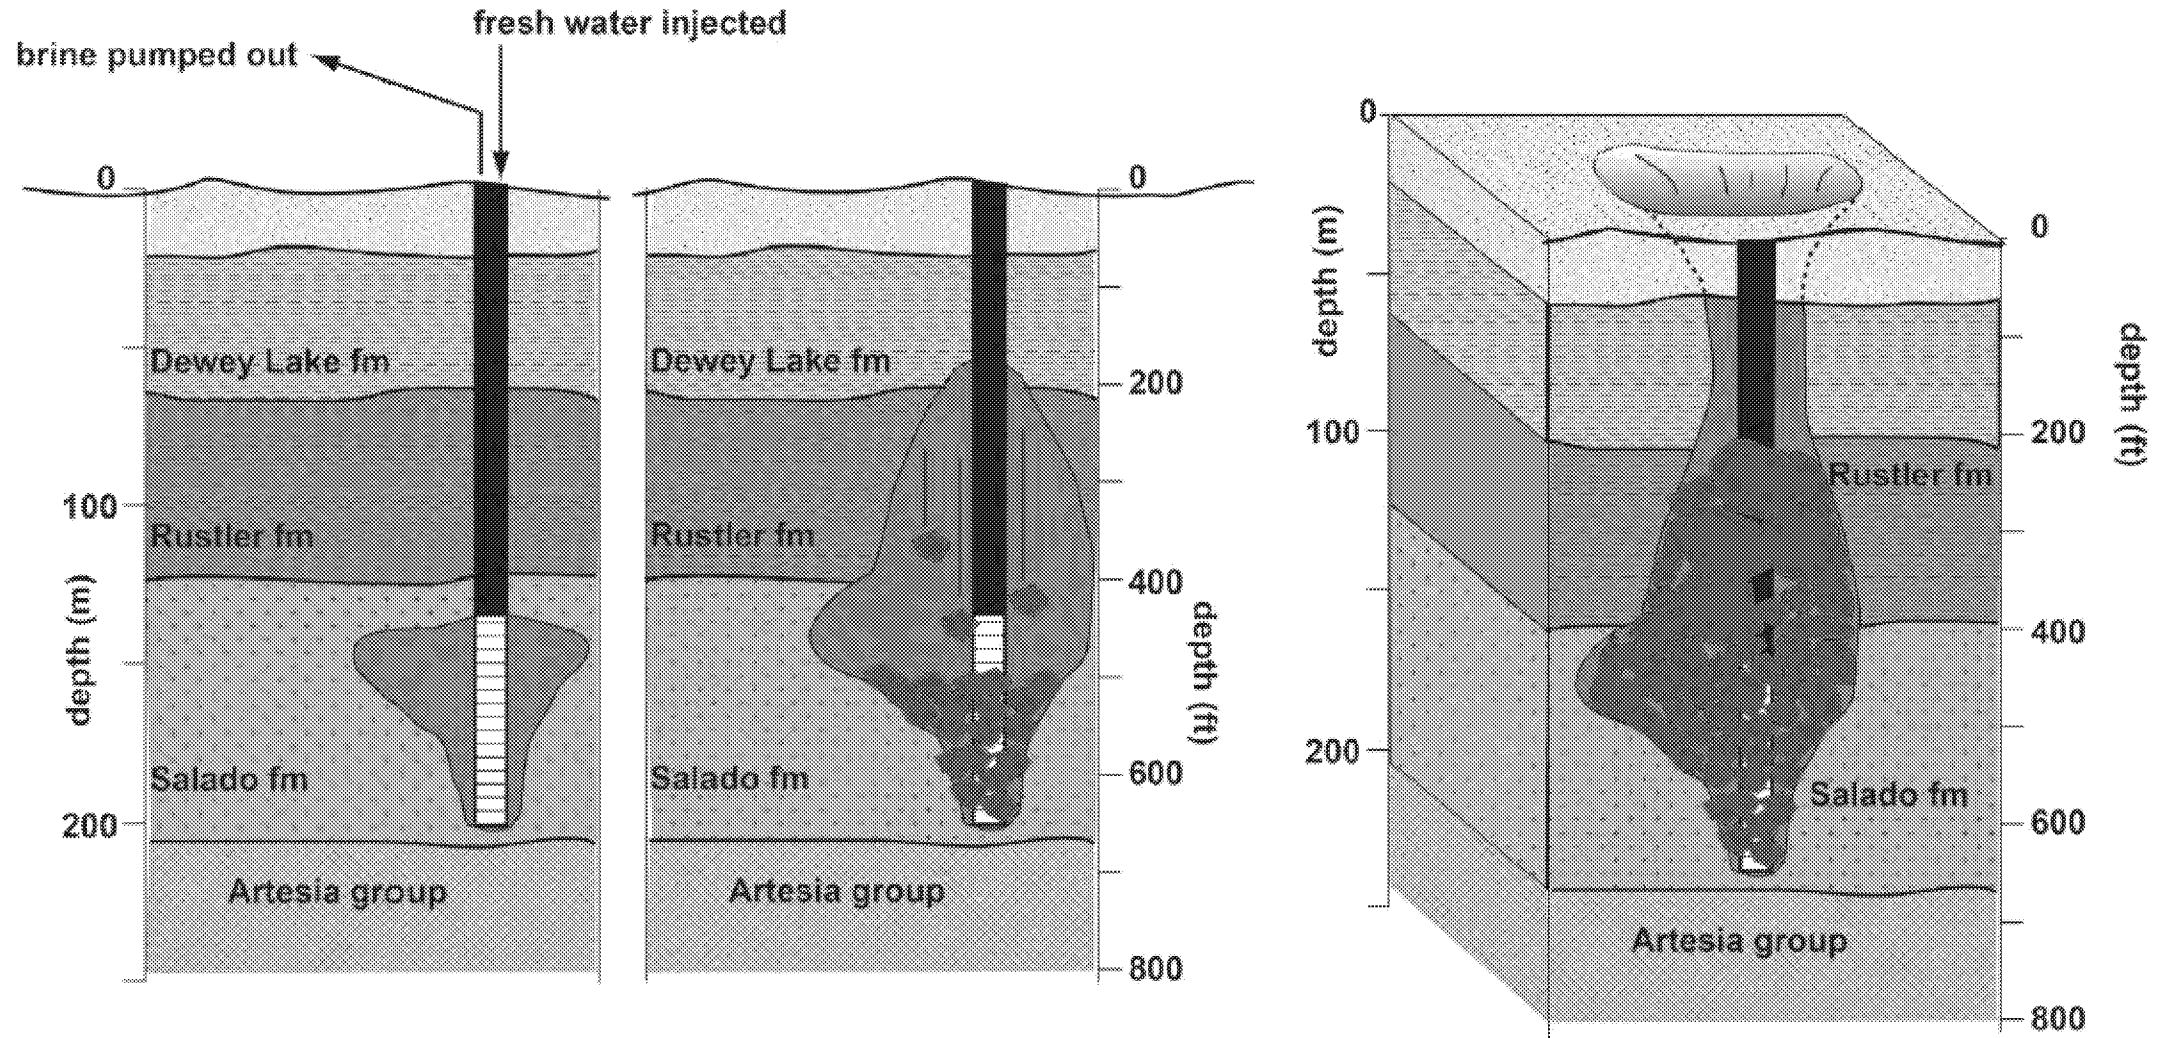 fresh water injected
brine pumped out
0
Dewey Lake fm
100
Rustler fm
depth (m)
Salado fm
200
Artesia group
0
Dewey Lake fm
200
Rustler fm
400
depth (ft)
Salado fm
600
Artesia group
800
0
depth (m)
100
200
0
depth (ft)
200
Rustler fm
400
Salado fm
600
Artesia group
800